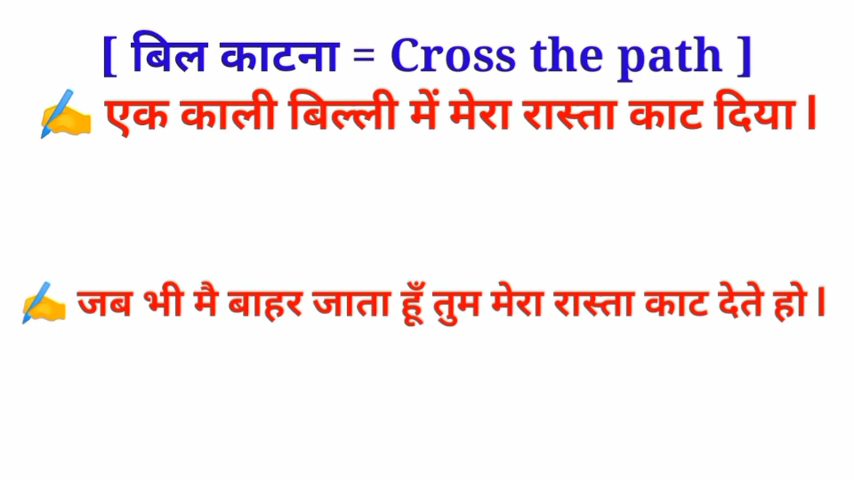 [ बिल काटना = Cross the path ]
✍️ एक काली बिल्ली में मेरा रास्ता काट दिया l
✍️ जब भी मै बाहर जाता हूँ तुम मेरा रास्ता काट देते हो l